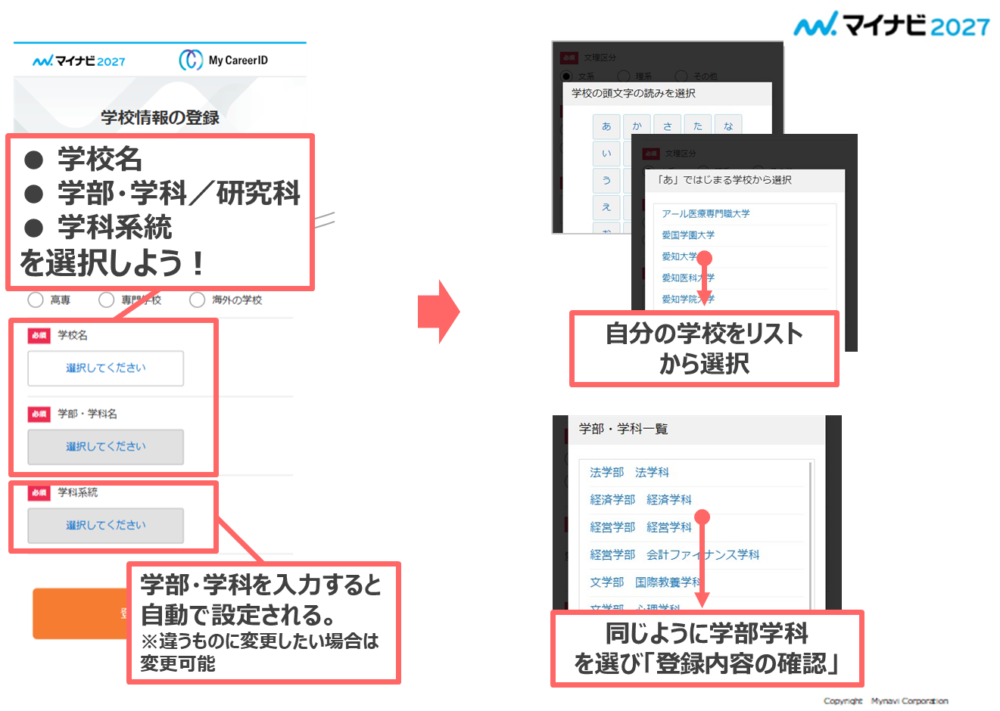 マイナビ2027
マイナビ2027
My CareerID
学校情報の登録
● 学校名
● 学部・学科／研究科
● 学科系統
を選択しよう！
高専
専門学校
海外の学校
必須 学校名
選択してください
必須 学部・学科名
選択してください
必須 学科系統
選択してください
学部・学科を入力すると
自動で設定される。
※違うものに変更したい場合は
変更可能
必須 文理区分
文系 理系 その他
学校の頭文字の読みを選択
あ か さ た な
い
う
え
お
必須 文理区分
「あ」ではじまる学校から選択
アール医療専門職大学
愛国学園大学
愛知大学
愛知医科大学
愛知学院大学
自分の学校をリスト
から選択
学部・学科一覧
法学部 法学科
経済学部 経済学科
経営学部 経営学科
経営学部 会計ファイナンス学科
文学部 国際教養学科
文学部 心理学科
同じように学部学科
を選び「登録内容の確認」
Copyright Mynavi Corporation